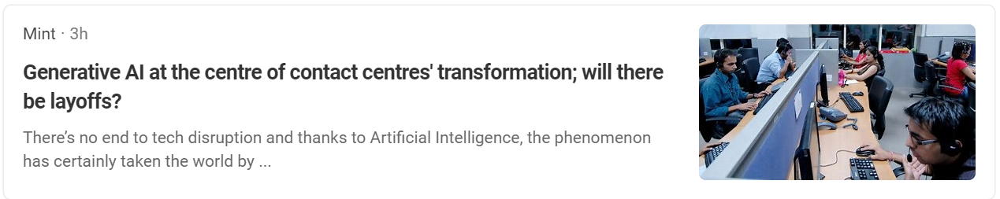 Mint · 3h
Generative AI at the centre of contact centres' transformation; will there
be layoffs?
There’s no end to tech disruption and thanks to Artificial Intelligence, the phenomenon
has certainly taken the world by ...